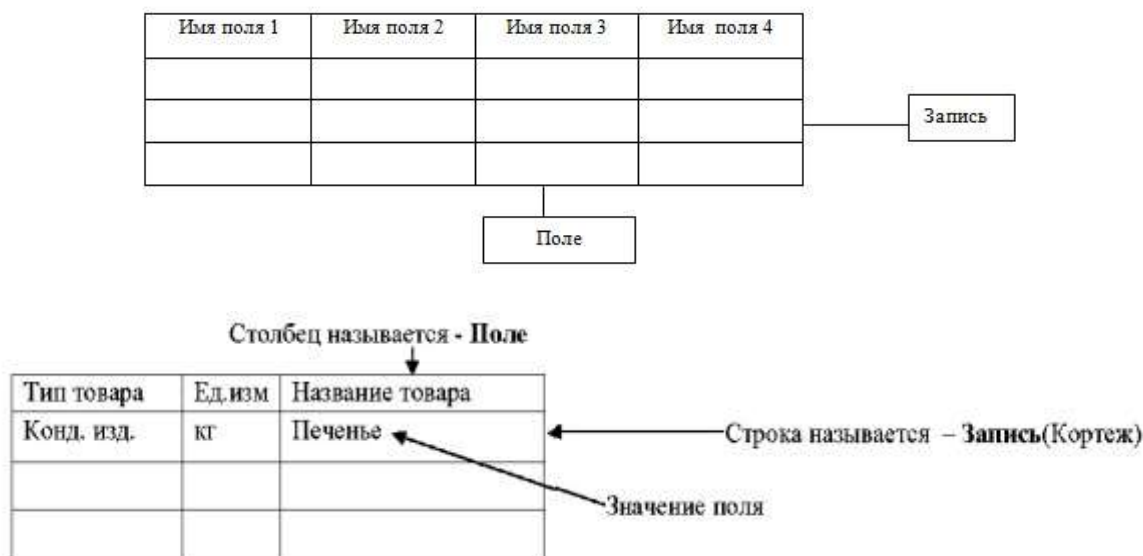 Имя поля 1 Имя поля 2 Имя поля 3 Имя поля 4
Запись
Поле
Столбец называется - Поле
Тип товара Ед.изм Название товара
Конд. изд. кг Печенье
Строка называется – Запись(Кортеж)
Значение поля